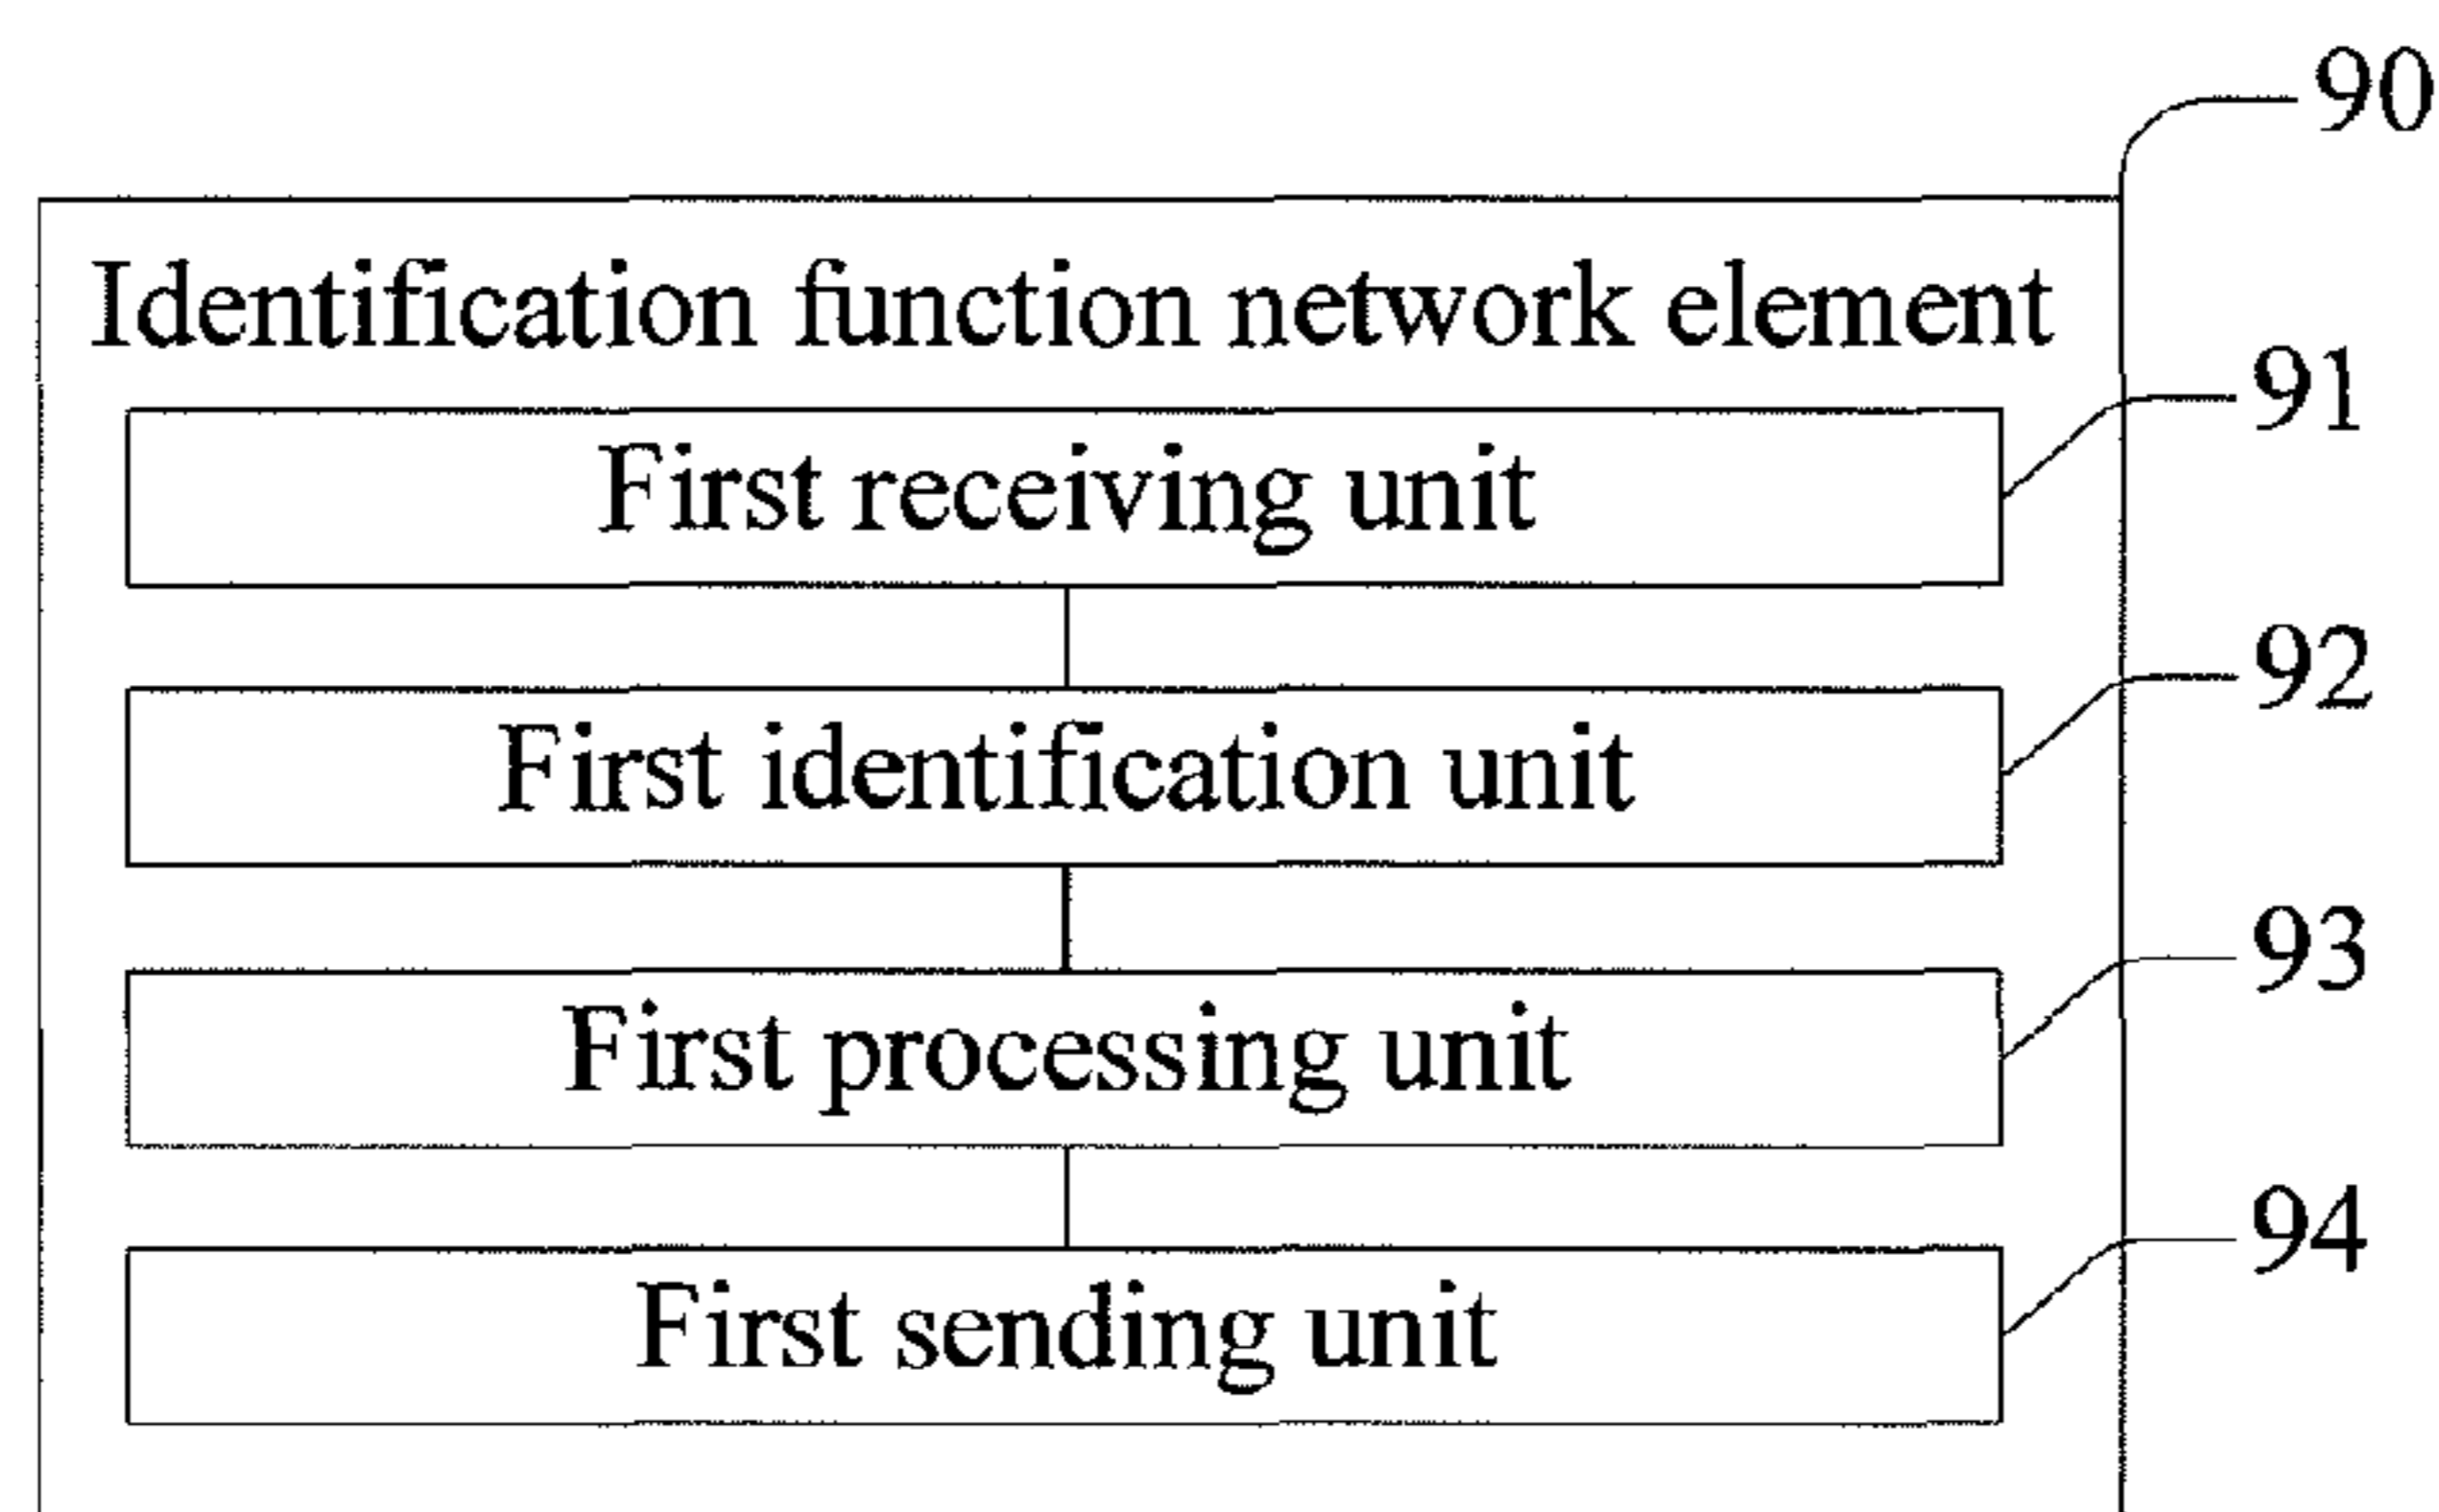 90
Identification function network element
91
First receiving unit
92
First identification unit
93
First processing unit
94
First sending unit